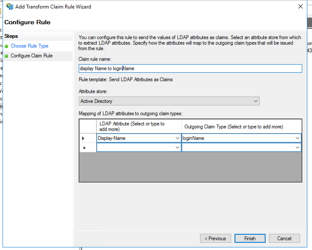 Add Transform Claim Rule Wizard
Configure Rule
Steps
Choose Rule Type
Configure Claim Rule
You can configure this rule to send the values of LDAP attributes as claims. Select an attribute store from which
to extract LDAP attributes. Specify how the attributes will map to the outgoing claim types that will be issued
from the rule.
Claim rule name:
display Name to loginName
Rule template: Send LDAP Attributes as Claims
Attribute store:
Active Directory
Mapping of LDAP attributes to outgoing claim types:
LDAP Attribute (Select or type to add more)
Outgoing Claim Type (Select or type to add more)
Display-Name
loginName
< Previous
Finish
Cancel